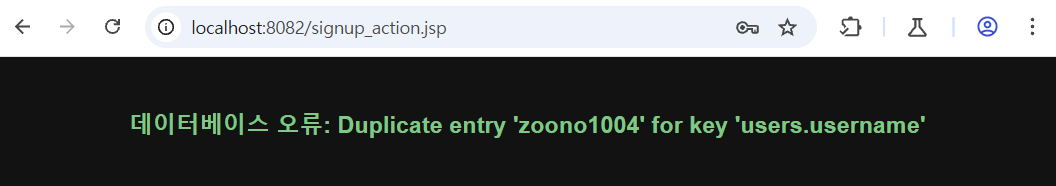 localhost:8082/signup_action.jsp
데이터베이스 오류: Duplicate entry 'zoono1004' for key 'users.username'